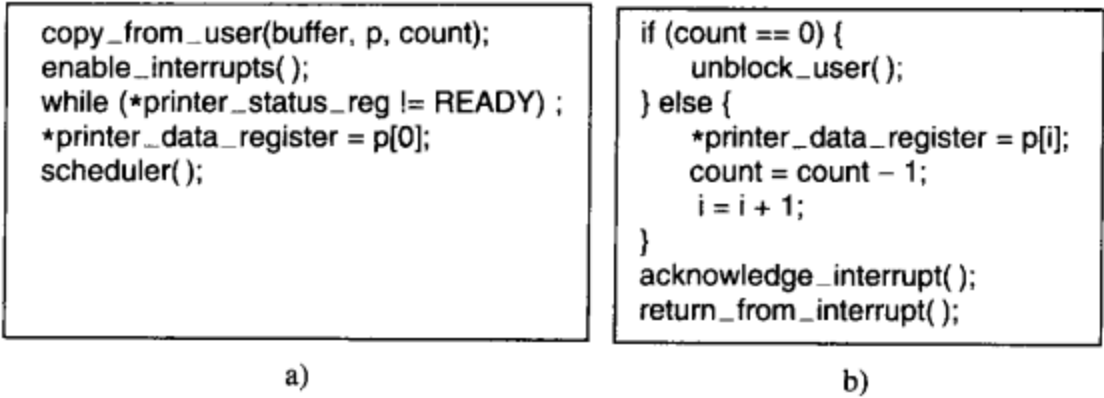 copy_from_user(buffer, p, count);
enable_interrupts( );
while (*printer_status_reg != READY) ;
*printer_data_register = p[0];
scheduler( );
a)
if (count == 0) {
unblock_user( );
} else {
*printer_data_register = p[i];
count = count – 1;
i = i + 1;
}
acknowledge_interrupt( );
return_from_interrupt( );
b)